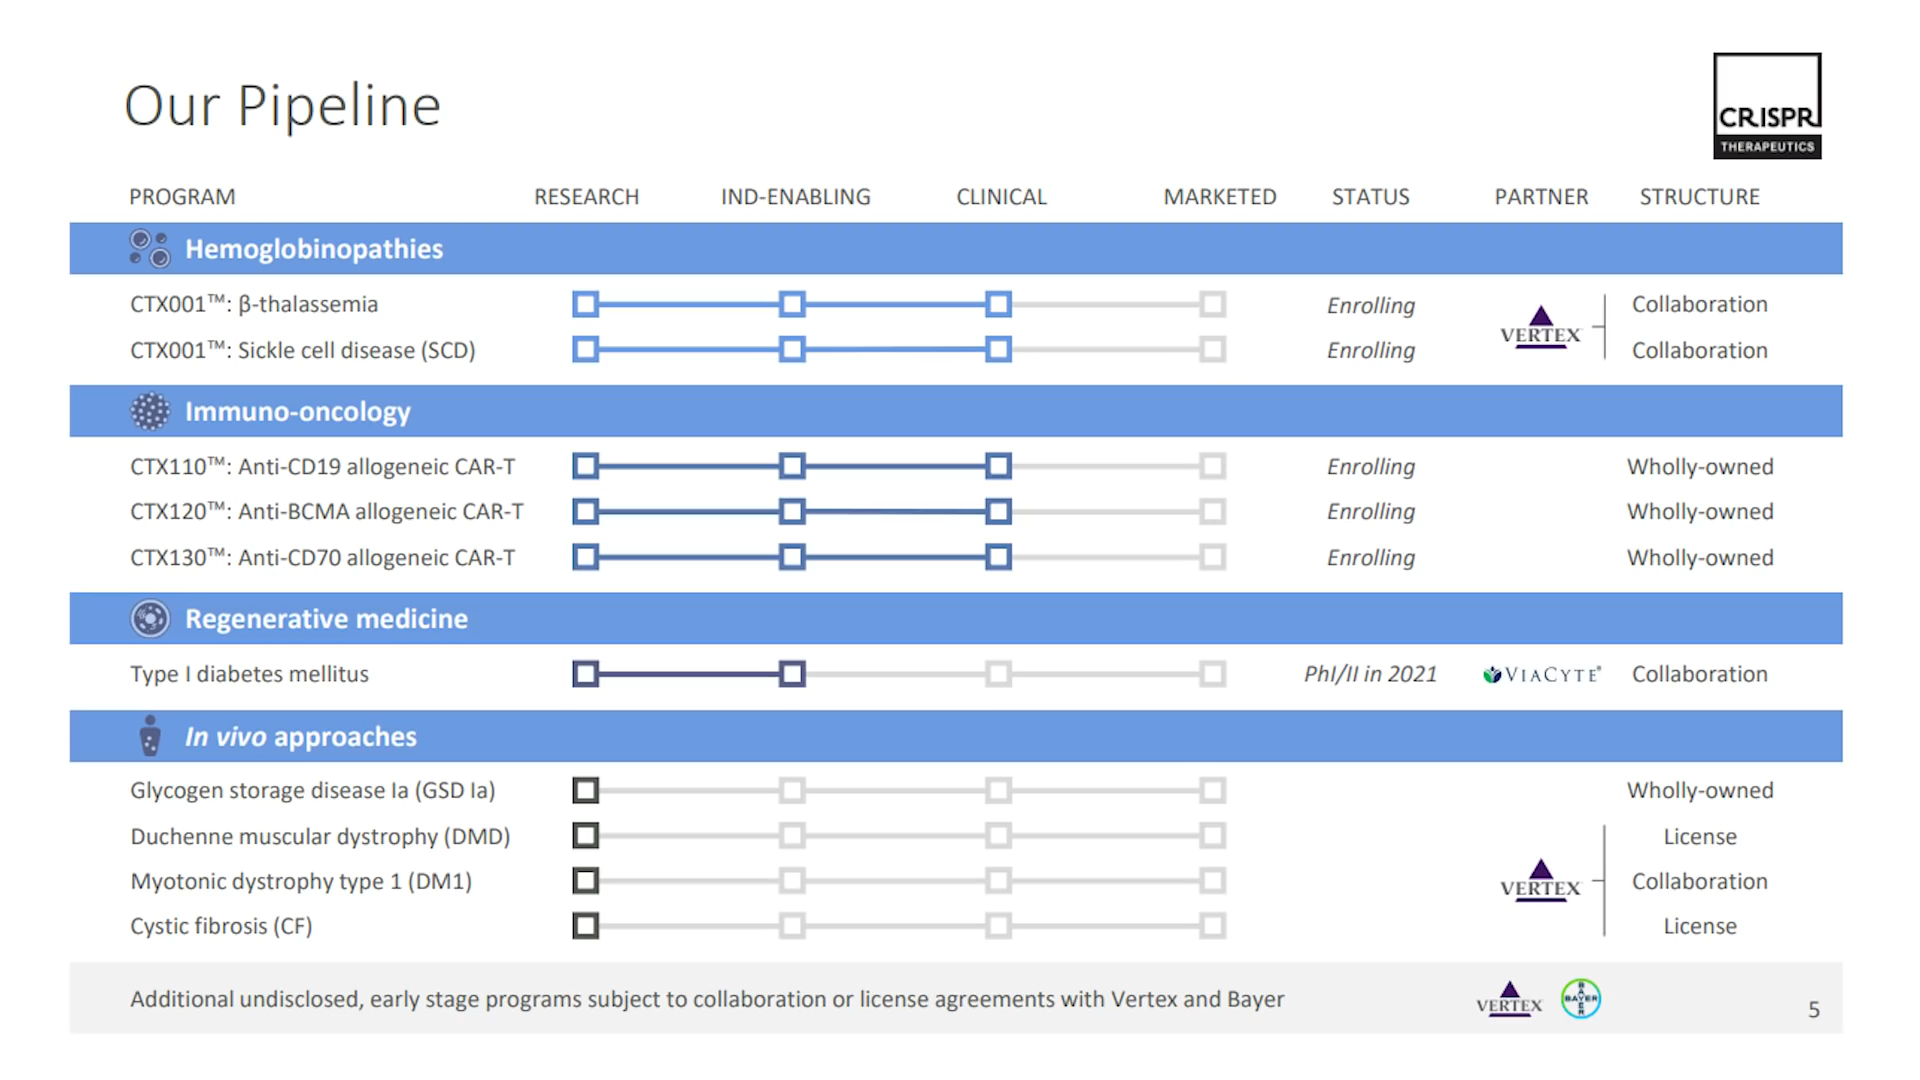 Our Pipeline
CRISPR
THERAPEUTICS
PROGRAM RESEARCH IND-ENABLING CLINICAL MARKETED STATUS PARTNER STRUCTURE
Hemoglobinopathies
CTX001™: β-thalassemia Enrolling Collaboration
VERTEX
CTX001™: Sickle cell disease (SCD) Enrolling Collaboration
Immuno-oncology
CTX110™: Anti-CD19 allogeneic CAR-T Enrolling Wholly-owned
CTX120™: Anti-BCMA allogeneic CAR-T Enrolling Wholly-owned
CTX130™: Anti-CD70 allogeneic CAR-T Enrolling Wholly-owned
Regenerative medicine
Type I diabetes mellitus PhI/II in 2021 VIACYTE® Collaboration
In vivo approaches
Glycogen storage disease Ia (GSD Ia) Wholly-owned
Duchenne muscular dystrophy (DMD) License
Myotonic dystrophy type 1 (DM1) VERTEX Collaboration
Cystic fibrosis (CF) License
Additional undisclosed, early stage programs subject to collaboration or license agreements with Vertex and Bayer VERTEX BAYER BAYER 5